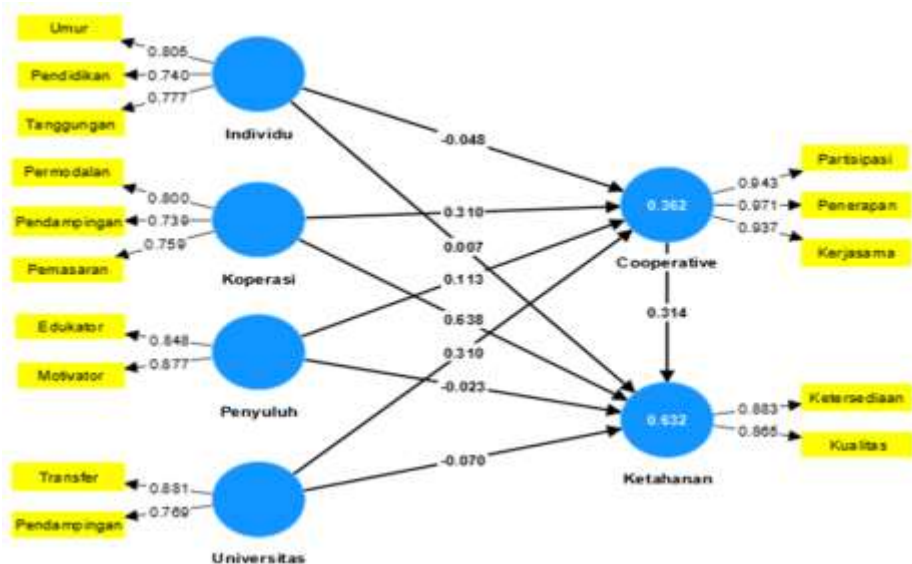 Umur
0.805
Pendidikan
0.740
0.777
Tanggungan
Individu
-0.048
Permodalan
0.800
Pendampingan
0.739
0.759
Pemasaran
Koperasi
0.310
0.007
0.113
Partisipasi
0.943
0.362
0.971
Penerapan
0.937
Kerjasama
Cooperative
0.314
Edukator
0.848
Motivator
0.877
Penyuluh
0.638
0.310
-0.023
Ketersediaan
0.883
0.632
0.865
Kualitas
Ketahanan
Transfer
0.881
Pendampingan
0.769
Universitas
-0.070